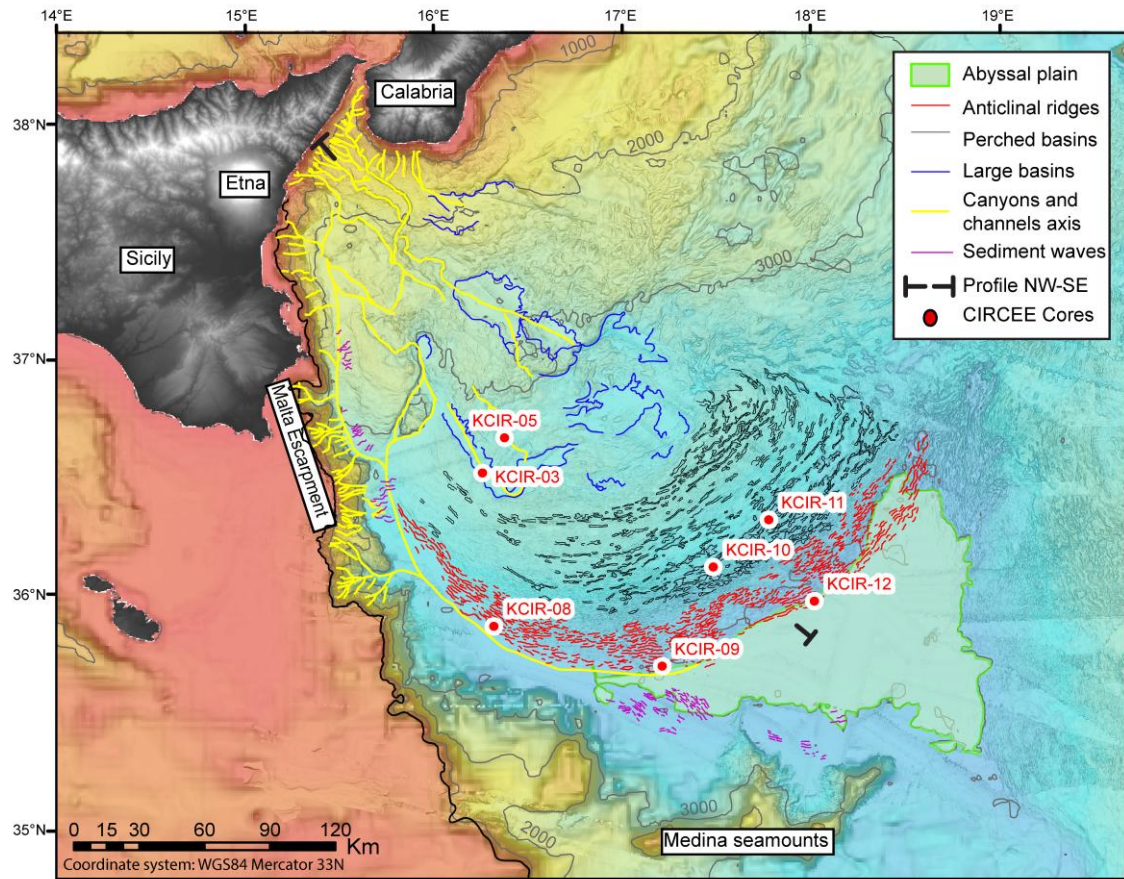 14°E 15°E 16°E 17°E 18°E 19°E
1000
Calabria
Abyssal plain
Anticlinal ridges
Perched basins
Large basins
Canyons and
channels axis
Sediment waves
Profile NW-SE
CIRCEE Cores
38°N
2000
Etna
Sicily
3000
37°N
Malta Escarpment
KCIR-05
KCIR-03
KCIR-11
KCIR-10
36°N
KCIR-12
KCIR-08
KCIR-09
35°N
3000
2000
Medina seamounts
0 15 30 60 90 120
Km
Coordinate system: WGS84 Mercator 33N